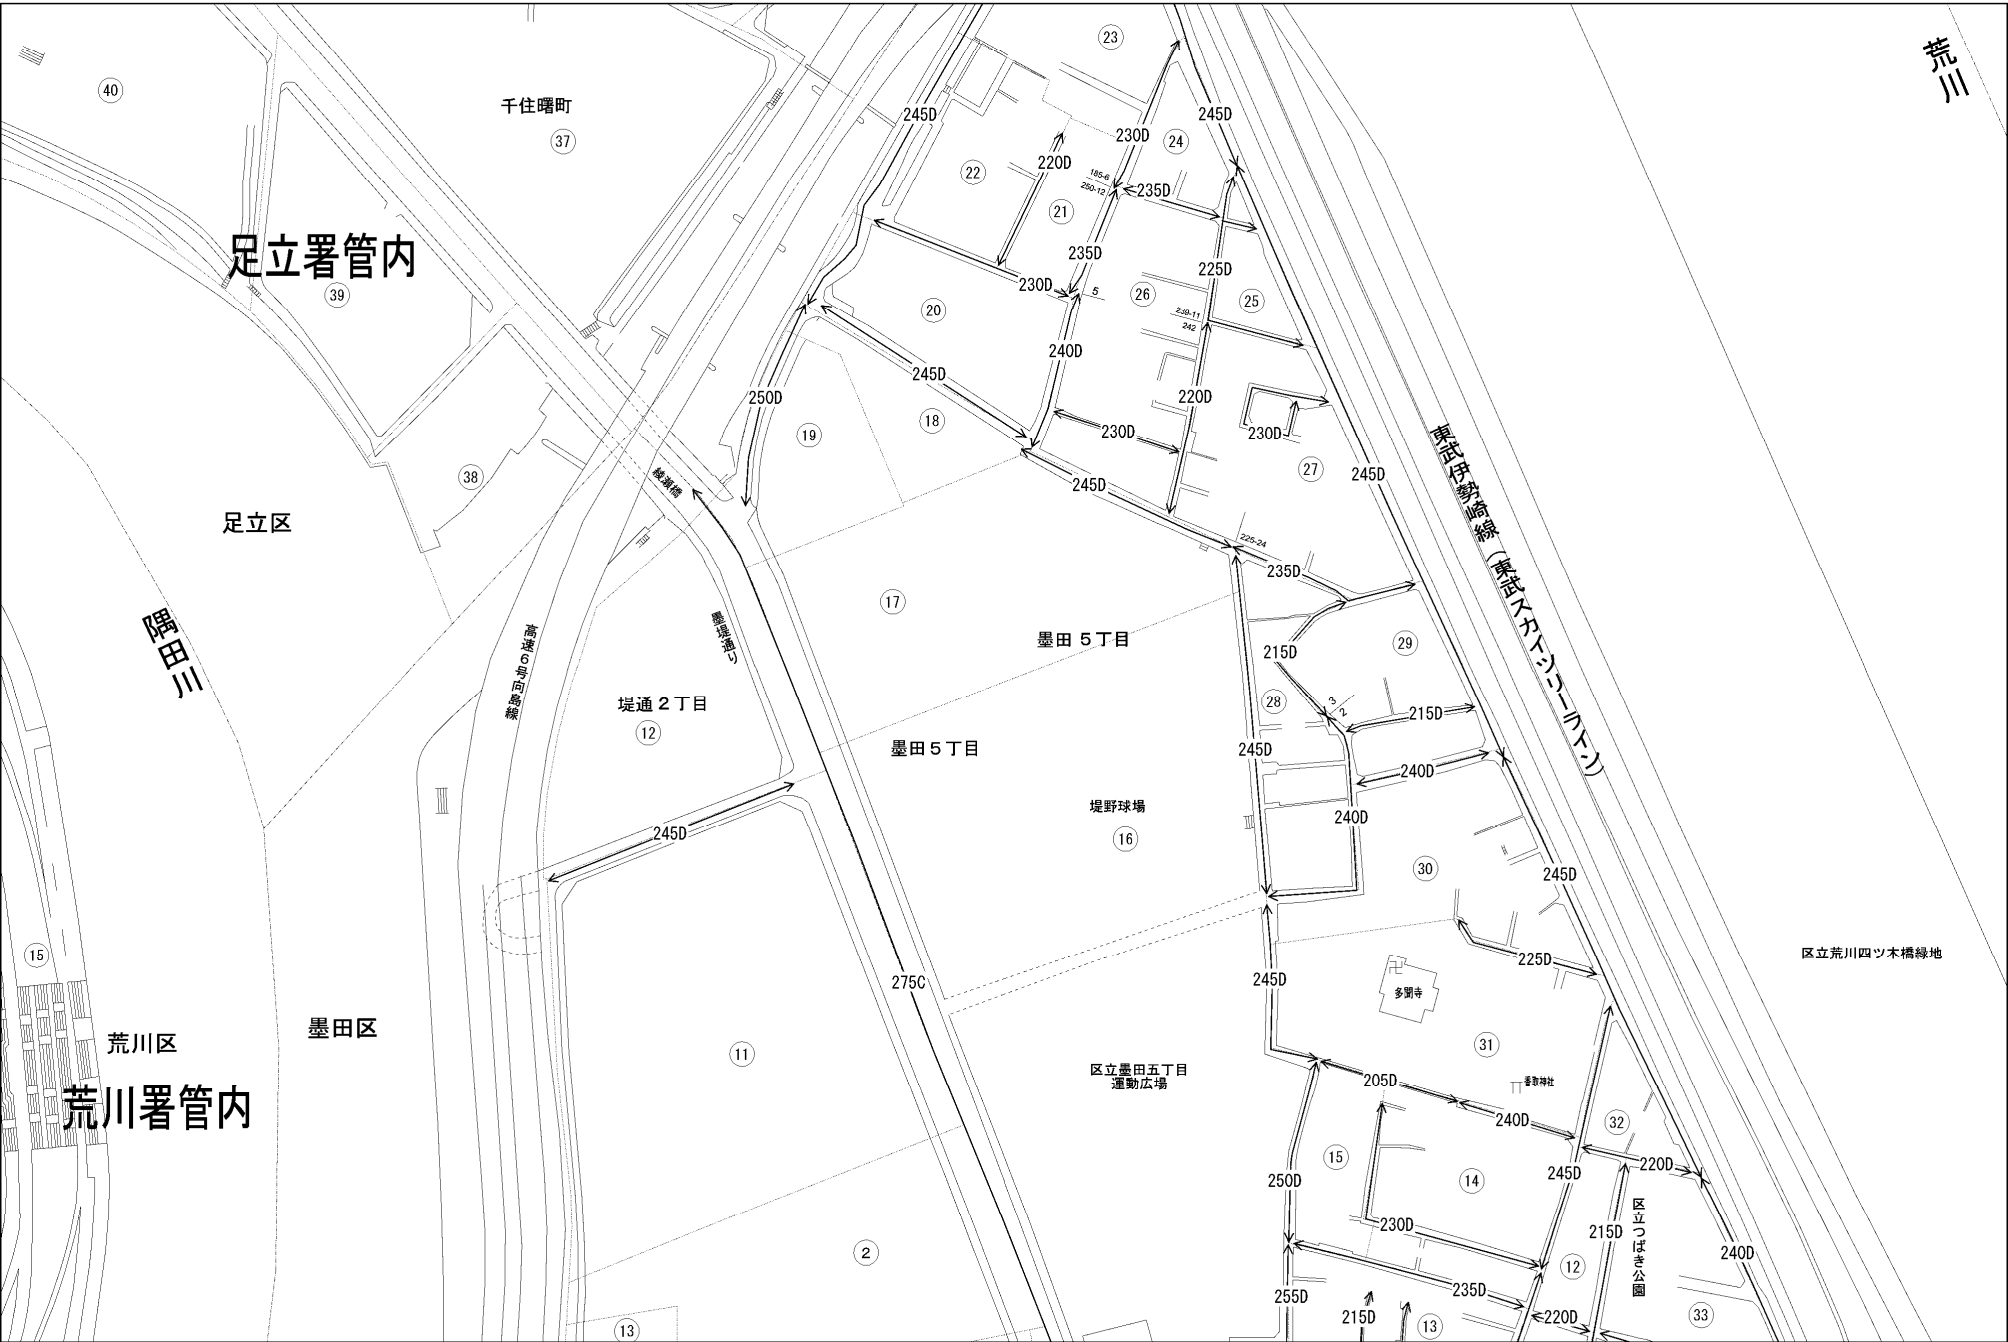 23
荒川
40
千住曙町
37
245D
245D
230D
24
22
220D
185-6
250-12
235D
21
足立署管内
39
235D
225D
230D
5
26
25
20
239-11
242
240D
245D
250D
220D
18
19
230D
230D
27
東武伊勢崎線（東武スカイツリーライン）
綾瀬橋
38
245D
245D
足立区
225-24
235D
17
隅田川
高速６号向島線
墨堤通り
墨田 ５丁目
29
215D
28
3
2
215D
堤通２丁目
12
墨田５丁目
245D
240D
堤野球場
240D
245D
16
30
245D
15
区立荒川四ツ木橋緑地
225D
245D
275C
多聞寺
墨田区
荒川区
11
31
区立墨田五丁目
運動広場
205D
香取神社
荒川署管内
240D
32
15
220D
245D
250D
14
230D
215D
区立つばき公園
2
240D
12
235D
255D
215D
220D
33
13
13